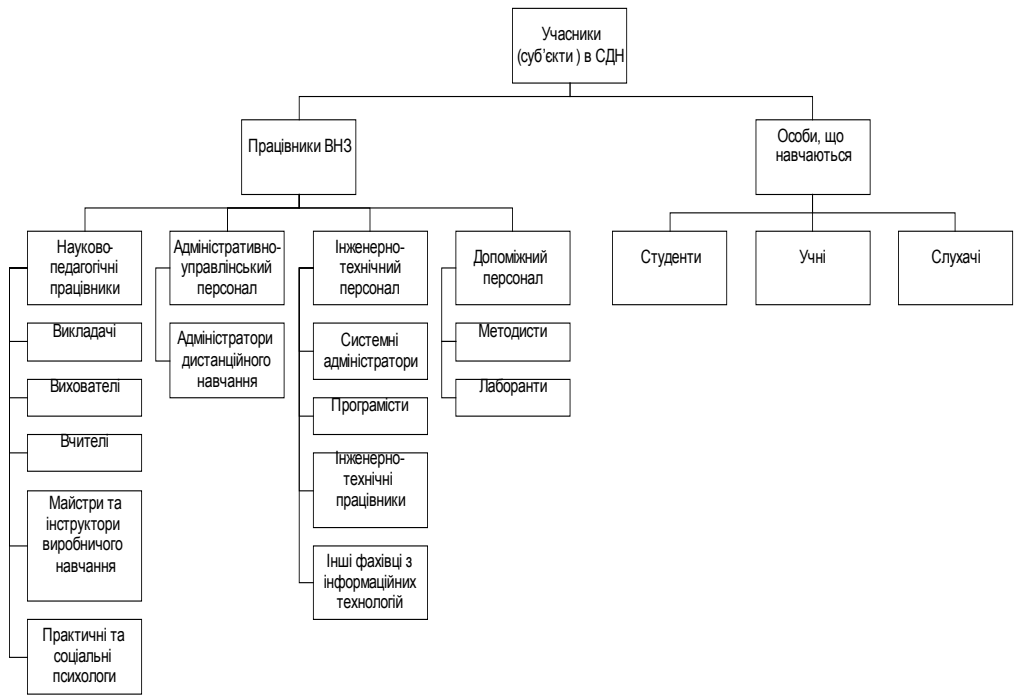 Учасники
(суб’єкти ) в СДН
Працівники ВНЗ
Особи, що
навчаються
Науково-
педагогічні
працівники
Викладачі
Вихователі
Вчителі
Майстри та
інструктори
виробничого
навчання
Практичні та
соціальні
психологи
Адміністративно-
управлінський
персонал
Адміністратори
дистанційного
навчання
Інженерно-
технічний
персонал
Системні
адміністратори
Програмісти
Інженерно-
технічні
працівники
Інші фахівці з
інформаційних
технологій
Допоміжний
персонал
Методисти
Лаборанти
Студенти
Учні
Слухачі